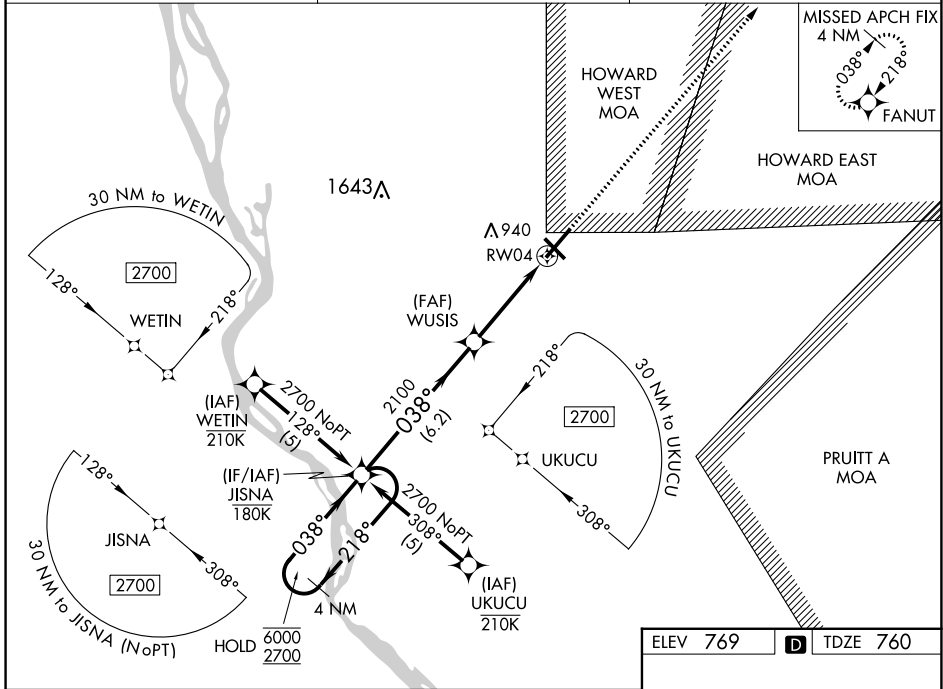 MISSED APCH FIX
4 NM
038°
218°
FANUT
HOWARD
WEST
MOA
HOWARD EAST
MOA
1643
940
RW04
30 NM to WETIN
2700
128°
218°
WETIN
(FAF)
WUSIS
(IAF)
WETIN
210K
2700 NoPT
128°
(5)
2100
038°
(6.2)
218°
2700
30 NM to UKUCU
UKUCU
308°
PRUITT A
MOA
(IF/IAF)
JISNA
180K
2700 NoPT
308°
(5)
(IAF)
UKUCU
210K
128°
JISNA
308°
2700
30 NM to JISNA (NoPT)
038°
218°
4 NM
HOLD
6000
2700
ELEV 769
D
TDZE 760